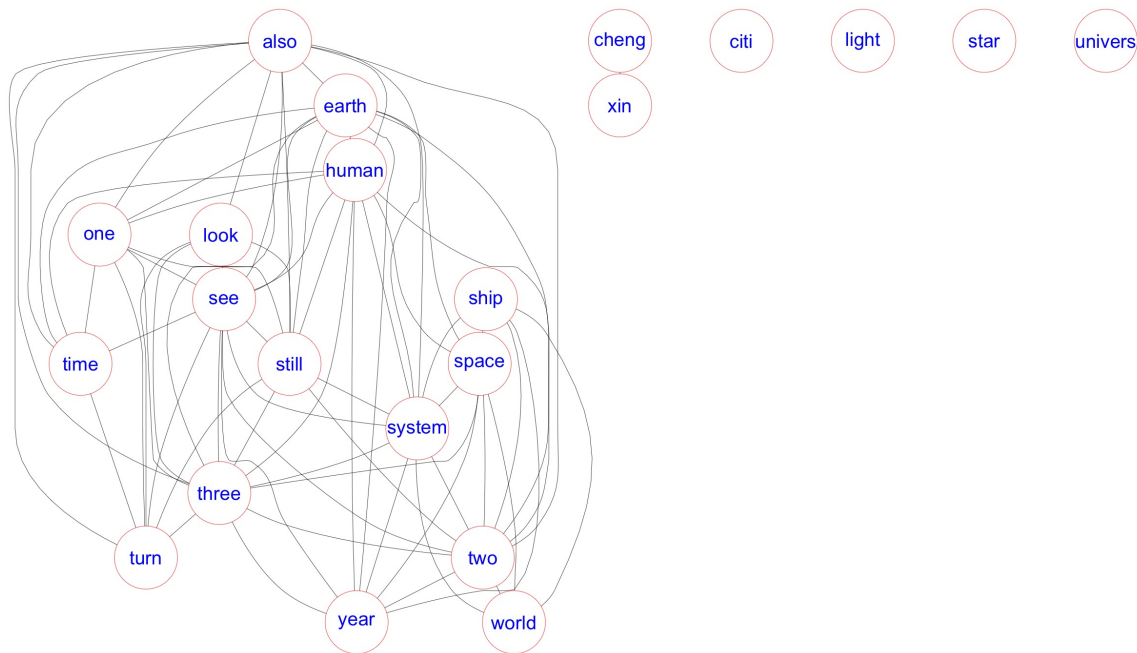 also
cheng
citi
light
star
univers
earth
xin
human
one
look
see
ship
time
still
space
system
three
turn
two
year
world